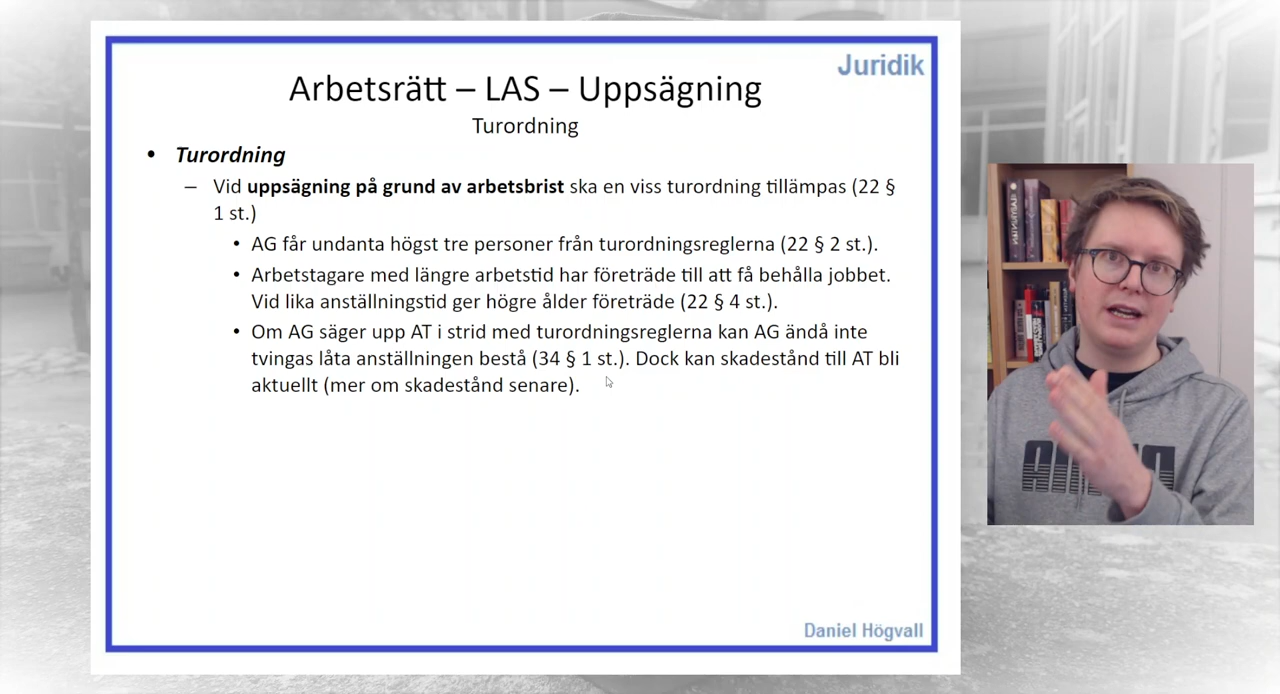 Juridik
Arbetsrätt – LAS – Uppsägning
Turordning
• Turordning
– Vid uppsägning på grund av arbetsbrist ska en viss turordning tillämpas (22 §
1 st.)
• AG får undanta högst tre personer från turordningsreglerna (22 § 2 st.).
• Arbetstagare med längre arbetstid har företräde till att få behålla jobbet.
Vid lika anställningstid ger högre ålder företräde (22 § 4 st.).
• Om AG säger upp AT i strid med turordningsreglerna kan AG ändå inte
tvingas låta anställningen bestå (34 § 1 st.). Dock kan skadestånd till AT bli
aktuellt (mer om skadestånd senare).
Daniel Högvall